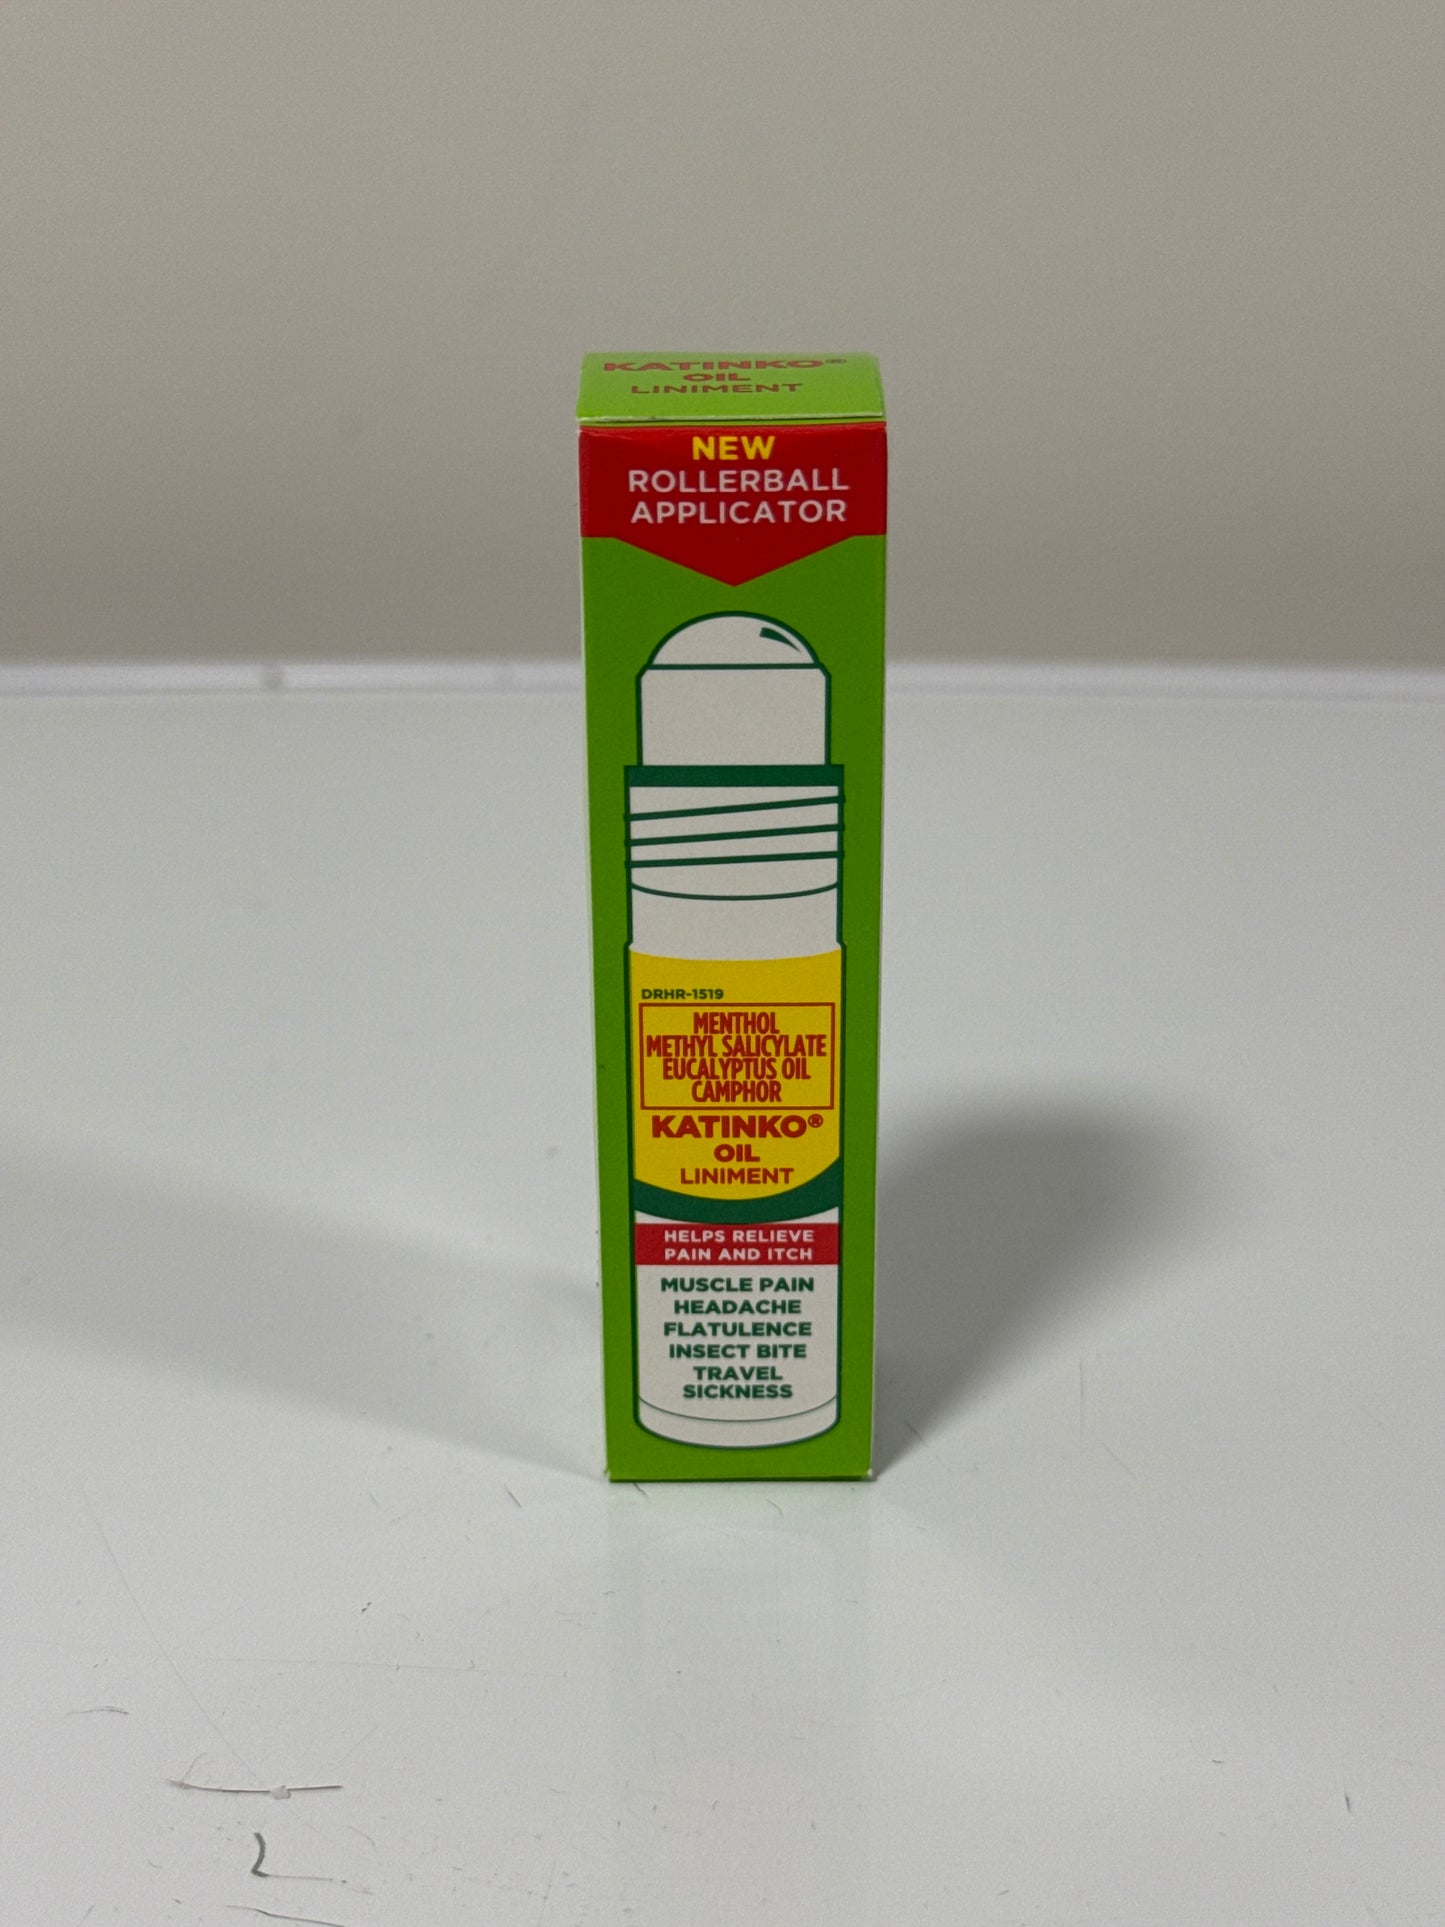 KATINKO®
OIL
LINIMENT
NEW
ROLLERBALL
APPLICATOR
DRHR-1519
MENTHOL
METHYL SALICYLATE
EUCALYPTUS OIL
CAMPHOR
KATINKO®
OIL
LINIMENT
HELPS RELIEVE
PAIN AND ITCH
MUSCLE PAIN
HEADACHE
FLATULENCE
INSECT BITE
TRAVEL
SICKNESS